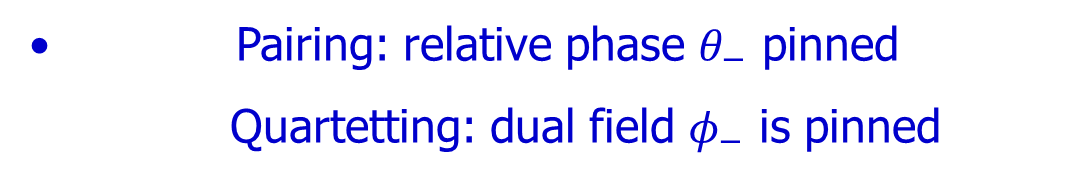 • Pairing: relative phase θ₋ pinned
Quartetting: dual field ϕ₋ is pinned